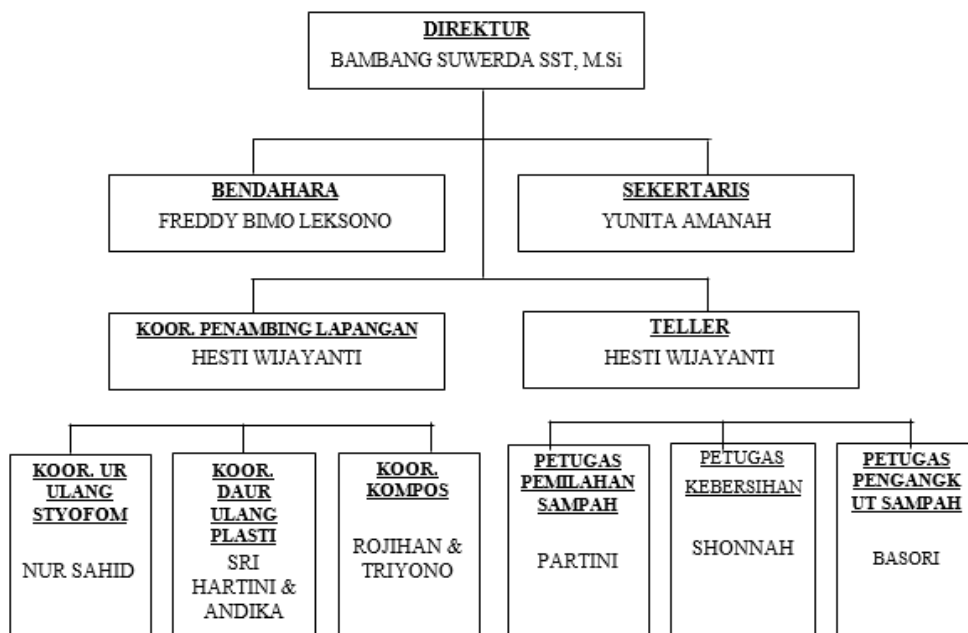 DIREKTUR
BAMBANG SUWERDA SST, M.Si
BENDAHARA
FREDDY BIMO LEKSONO
SEKERTARIS
YUNITA AMANAH
KOOR. PENAMBING LAPANGAN
HESTI WIJAYANTI
TELLER
HESTI WIJAYANTI
KOOR. UR
ULANG
STYOFOM
NUR SAHID
KOOR.
DAUR
ULANG
PLASTI
SRI
HARTINI &
ANDIKA
KOOR.
KOMPOS
ROJIHAN &
TRIYONO
PETUGAS
PEMILAHAN
SAMPAH
PARTINI
PETUGAS
KEBERSIHAN
SHONNAH
PETUGAS
PENGANGK
UT SAMPAH
BASORI